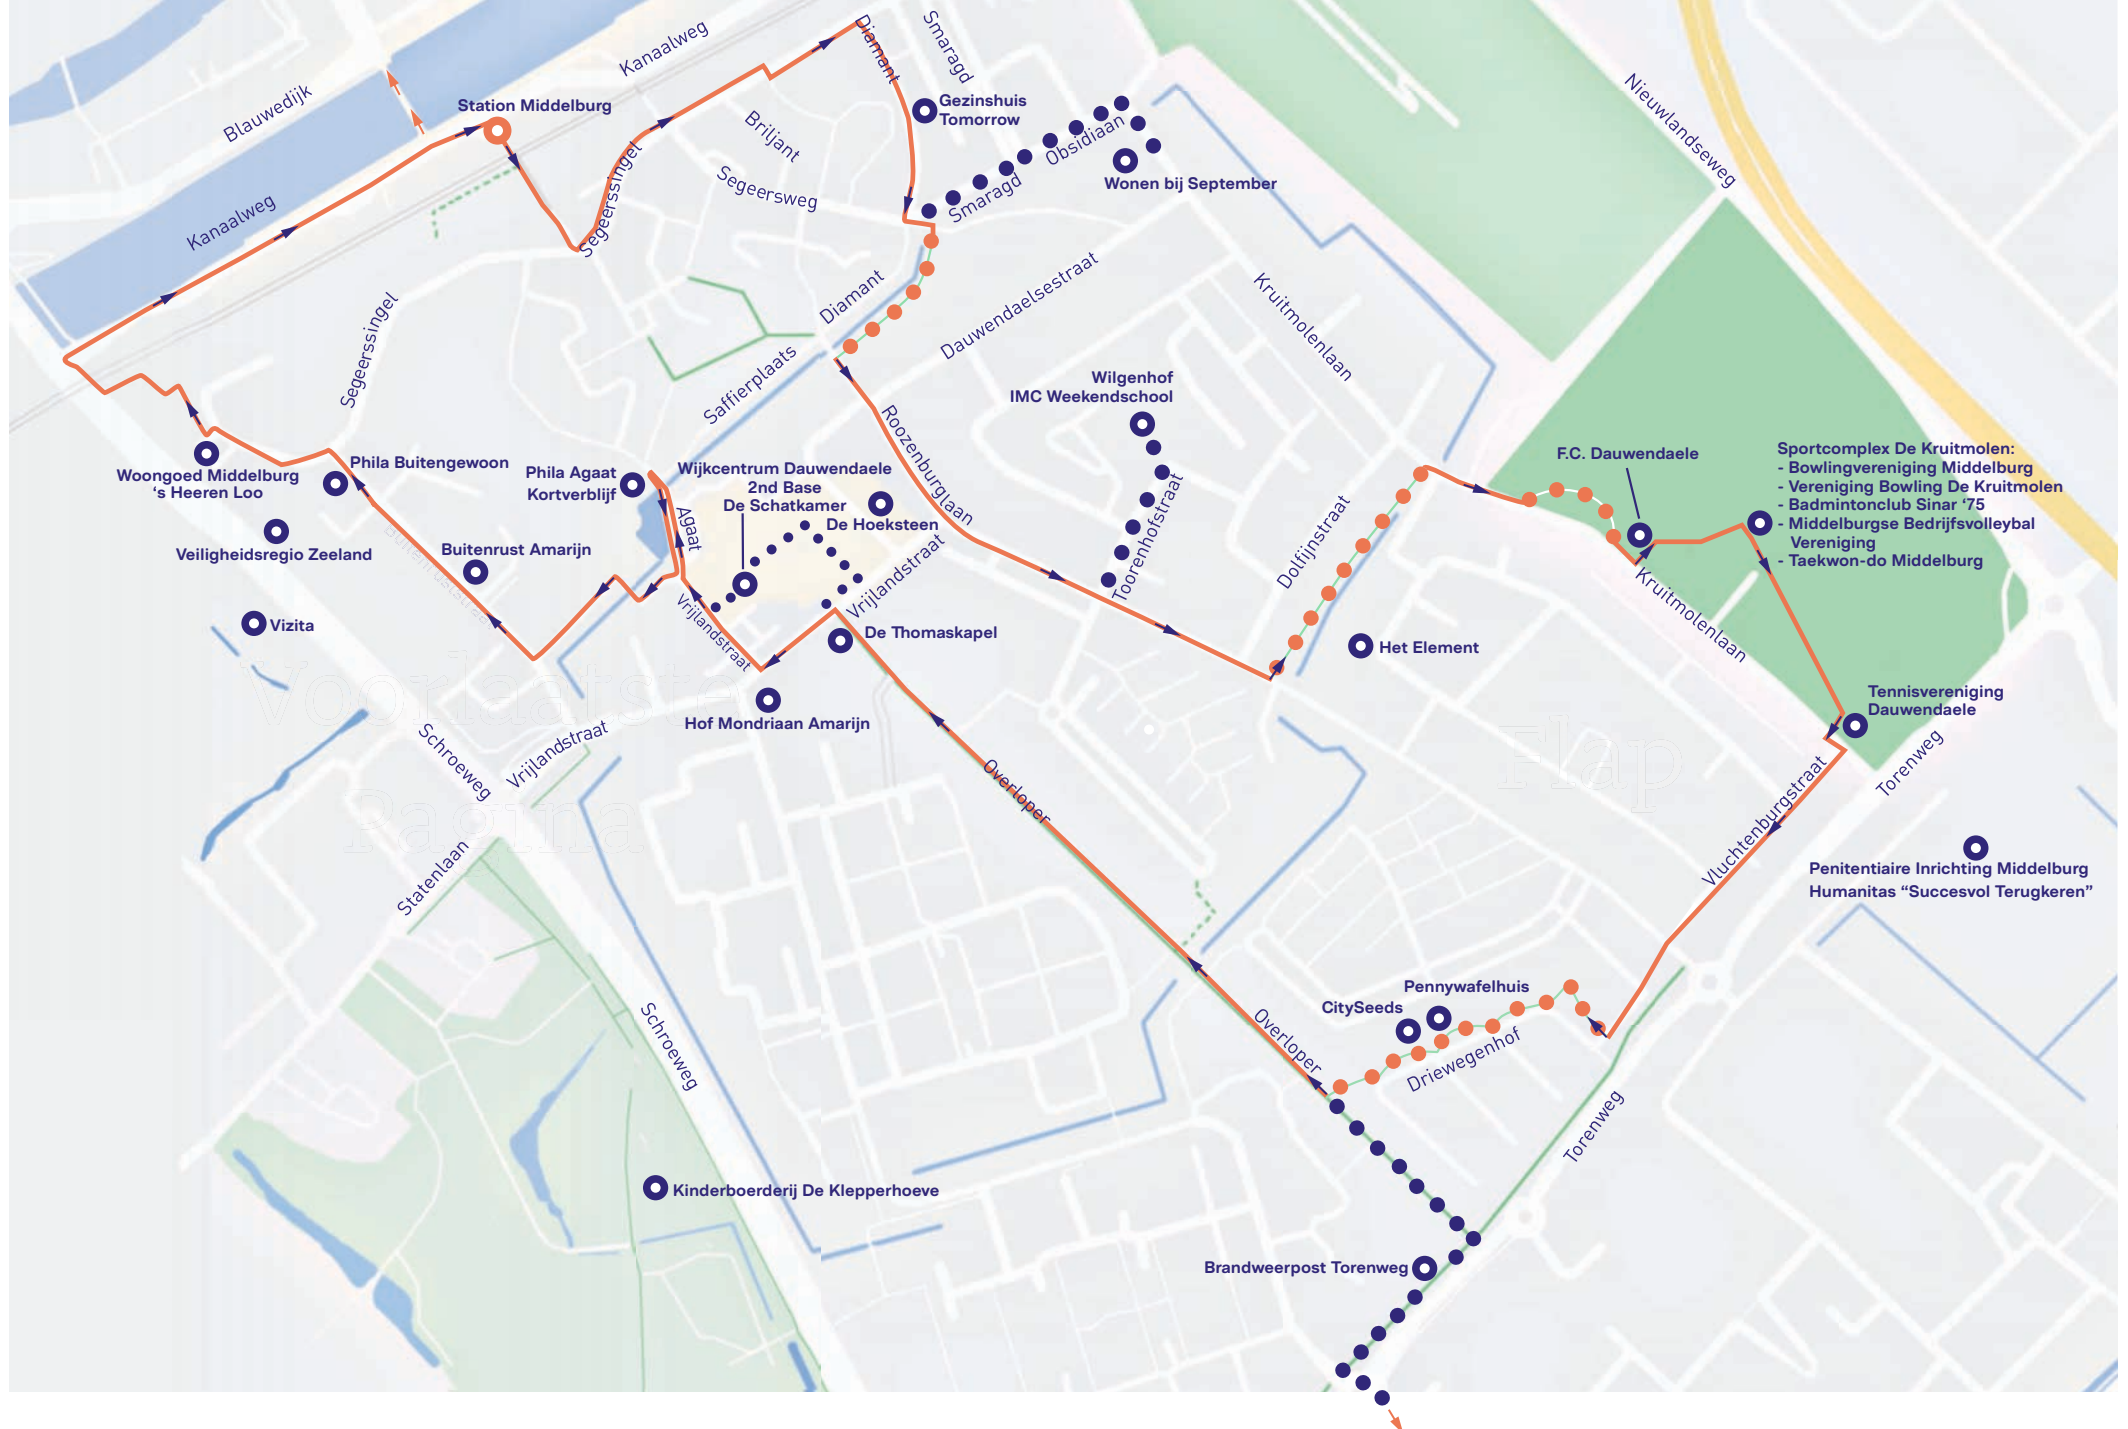 Diamant
Smaragd
Kanaalweg
Blauwedijk
Station Middelburg
Gezinshuis
Tomorrow
Briljant
Obsidiaan
Nieuwlandseweg
Segeerssingel
Segeersweg
Smaragd
Wonen bij September
Kanaalweg
Diamant
Dauwendaelsestraat
Kruitmolenlaan
Segeerssingel
Saffierplaats
Wilgenhof
IMC Weekendschool
Roozenburglaan
Woongoed Middelburg
‘s Heeren Loo
Phila Buitengewoon
Phila Agaat
Kortverblijf
Wijkcentrum Dauwendaele
2nd Base
De Schatkamer
De Hoeksteen
Agaat
Toorenhofstraat
Dolfijnstraat
F.C. Dauwendaele
Sportcomplex De Kruitmolen:
- Bowlingvereniging Middelburg
- Vereniging Bowling De Kruitmolen
- Badmintonclub Sinar ‘75
- Middelburgse Bedrijfsvolleybal
Vereniging
- Taekwon-do Middelburg
Veiligheidsregio Zeeland
Buitenrust Amarijn
Buitenruststraat
Vrijlandstraat
Vrijlandstraat
Kruitmolenlaan
Vizita
De Thomaskapel
Het Element
Voorlaatste
Pagina
Flap
Hof Mondriaan Amarijn
Tennisvereniging
Dauwendaele
Schroeweg
Vrijlandstraat
Overloper
Torenweg
Vluchtenburgstraat
Statenlaan
Penitentiaire Inrichting Middelburg
Humanitas “Succesvol Terugkeren”
Pennywafelhuis
CitySeeds
Schroeweg
Overloper
Driewegenhof
Torenweg
Kinderboerderij De Klepperhoeve
Brandweerpost Torenweg